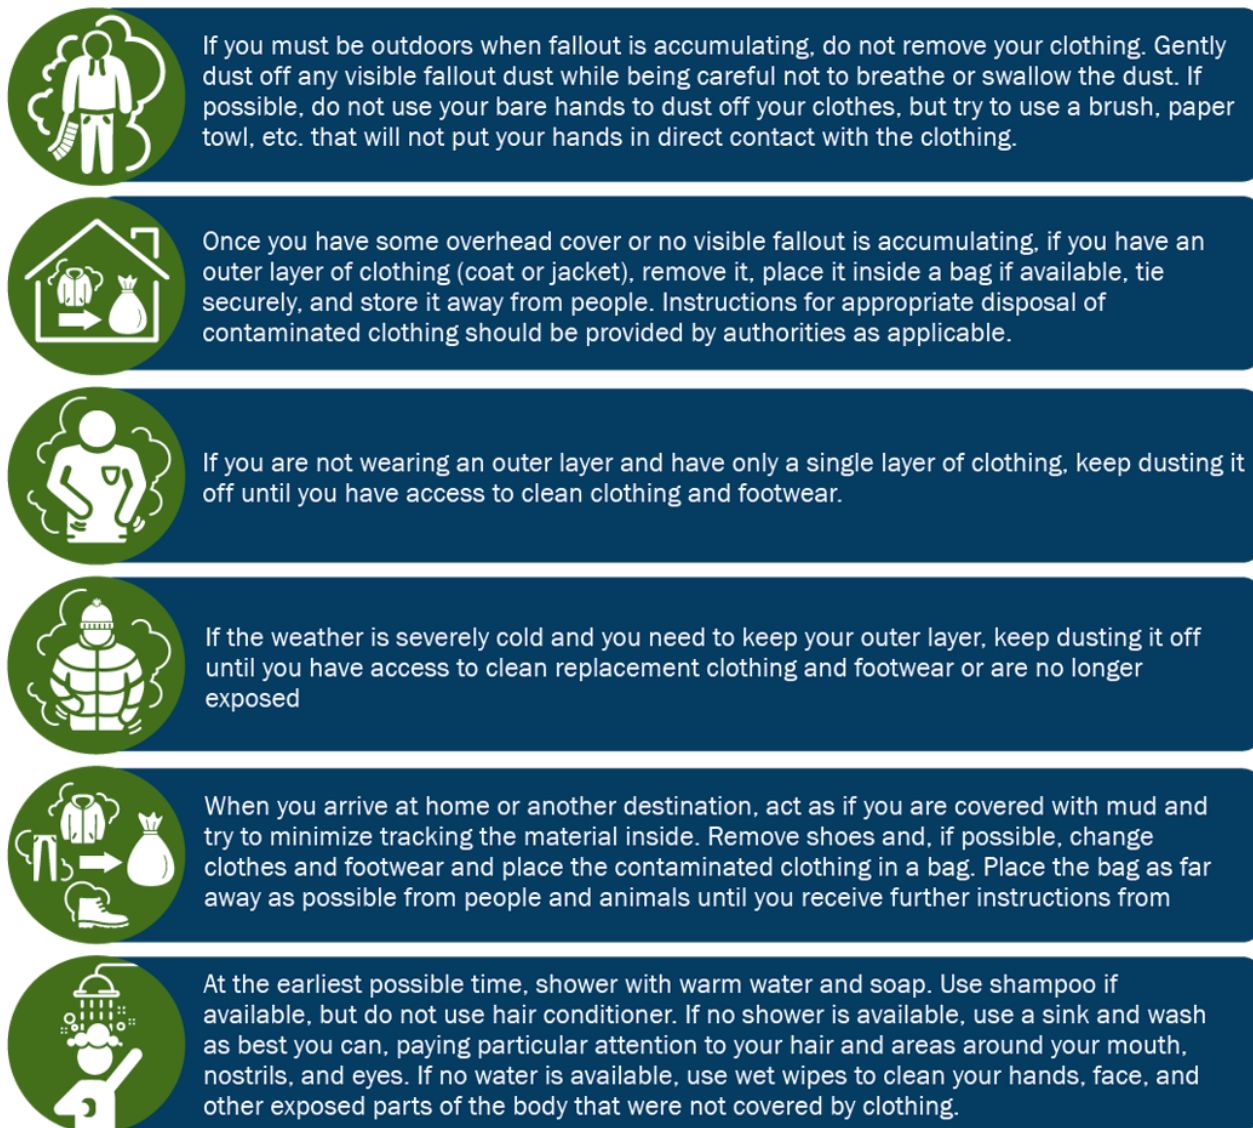 If you must be outdoors when fallout is accumulating, do not remove your clothing. Gently
dust off any visible fallout dust while being careful not to breathe or swallow the dust. If
possible, do not use your bare hands to dust off your clothes, but try to use a brush, paper
towl, etc. that will not put your hands in direct contact with the clothing.
Once you have some overhead cover or no visible fallout is accumulating, if you have an
outer layer of clothing (coat or jacket), remove it, place it inside a bag if available, tie
securely, and store it away from people. Instructions for appropriate disposal of
contaminated clothing should be provided by authorities as applicable.
If you are not wearing an outer layer and have only a single layer of clothing, keep dusting it
off until you have access to clean clothing and footwear.
If the weather is severely cold and you need to keep your outer layer, keep dusting it off
until you have access to clean replacement clothing and footwear or are no longer
exposed
When you arrive at home or another destination, act as if you are covered with mud and
try to minimize tracking the material inside. Remove shoes and, if possible, change
clothes and footwear and place the contaminated clothing in a bag. Place the bag as far
away as possible from people and animals until you receive further instructions from
At the earliest possible time, shower with warm water and soap. Use shampoo if
available, but do not use hair conditioner. If no shower is available, use a sink and wash
as best you can, paying particular attention to your hair and areas around your mouth,
nostrils, and eyes. If no water is available, use wet wipes to clean your hands, face, and
other exposed parts of the body that were not covered by clothing.